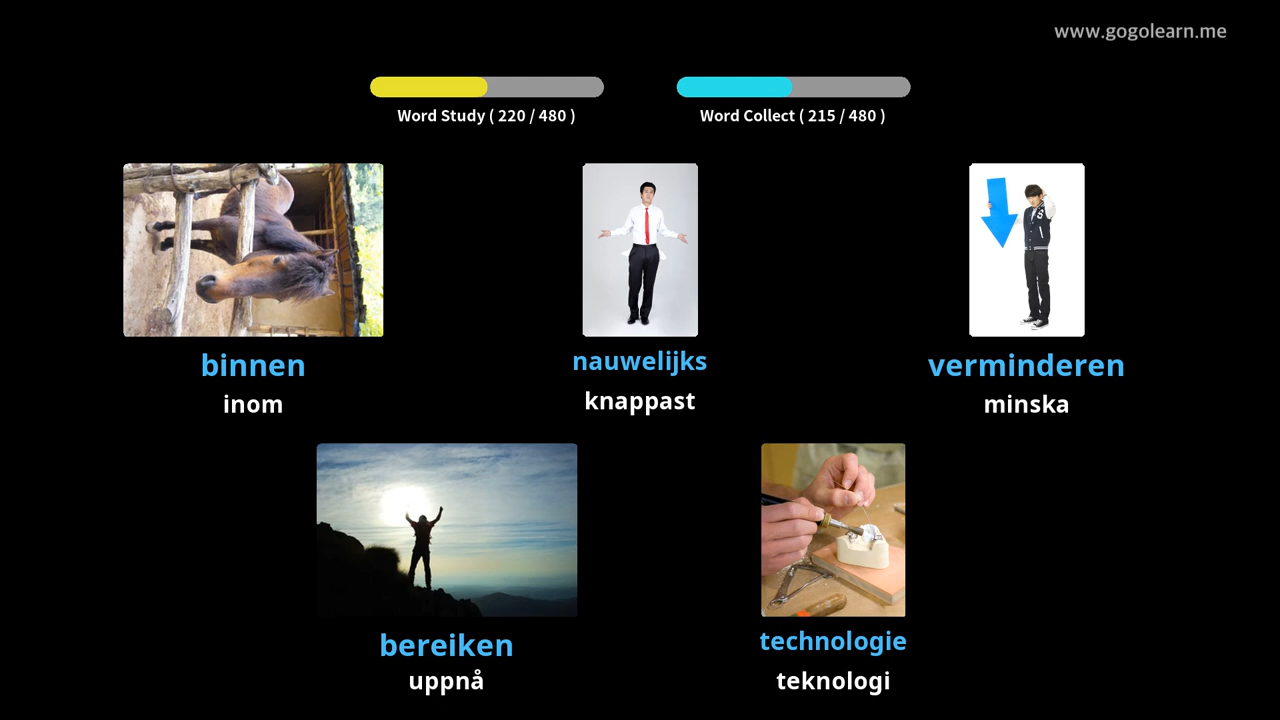 www.gogolearn.me
Word Study ( 220 / 480 )
Word Collect ( 215 / 480 )
binnen
inom
nauwelijks
knappast
verminderen
minska
bereiken
uppnå
technologie
teknologi